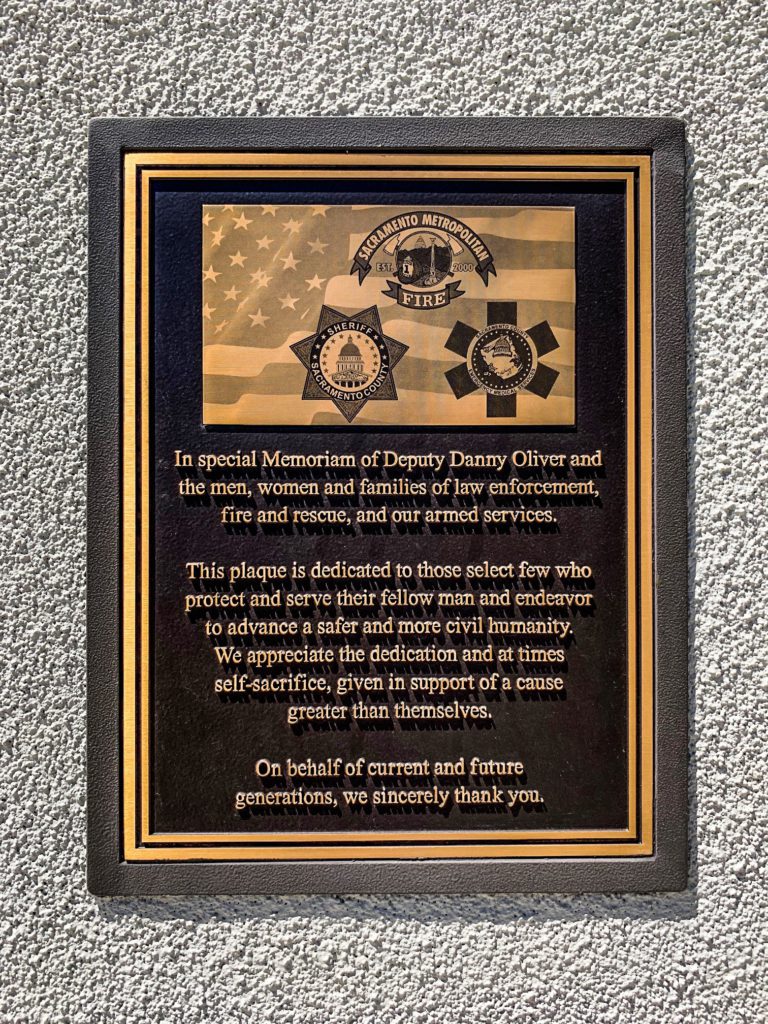 SACRAMENTO METROPOLITAN
EST. 2000
FIRE
SHERIFF
SACRAMENTO COUNTY
SACRAMENTO COUNTY
MEDICAL
In special Memoriam of Deputy Danny Oliver and
the men, women and families of law enforcement,
fire and rescue, and our armed services.
This plaque is dedicated to those select few who
protect and serve their fellow man and endeavor
to advance a safer and more civil humanity.
We appreciate the dedication and at times
self-sacrifice, given in support of a cause
greater than themselves.
On behalf of current and future
generations, we sincerely thank you.